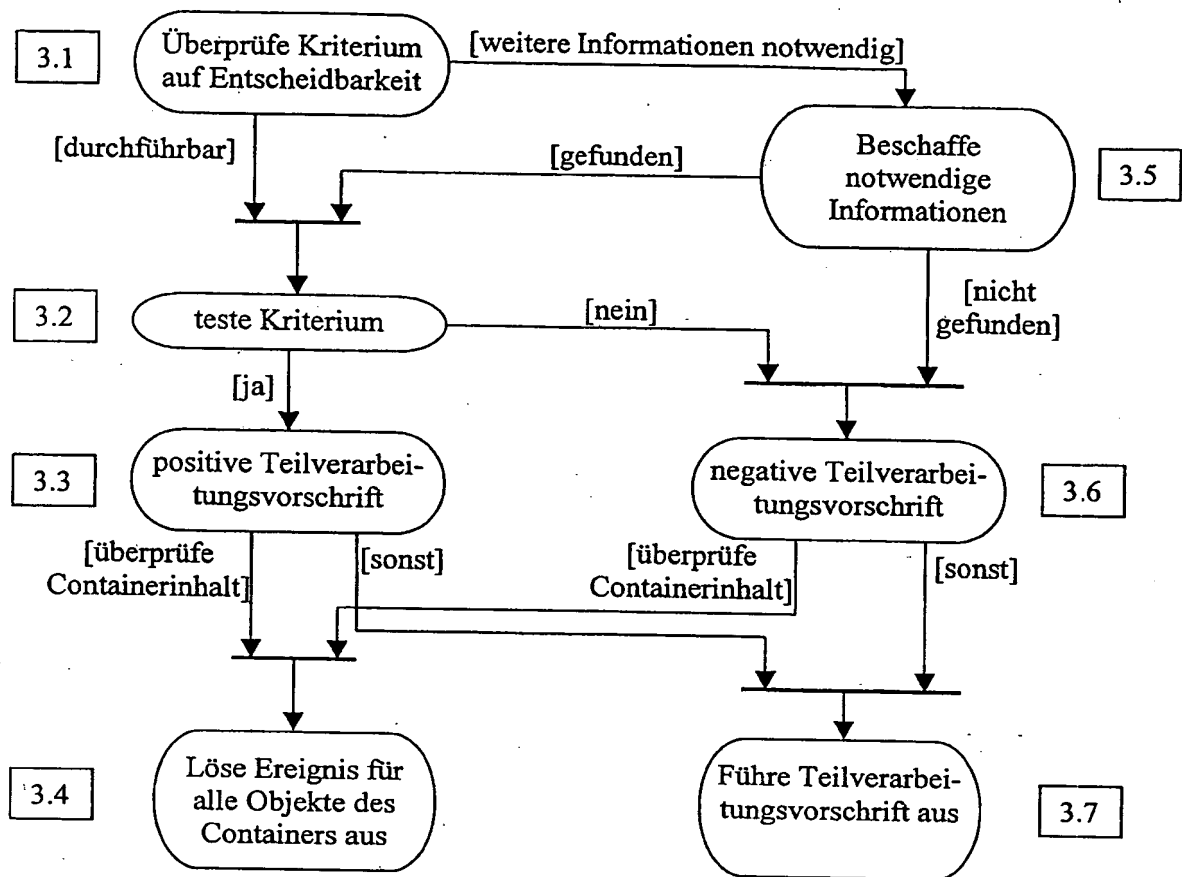 3.1
Überprüfe Kriterium
auf Entscheidbarkeit
[weitere Informationen notwendig]
[durchführbar]
[gefunden]
Beschaffe
notwendige
Informationen
3.5
3.2
teste Kriterium
[nein]
[nicht
gefunden]
[ja]
3.3
positive Teilverarbei-
tungsvorschrift
negative Teilverarbei-
tungsvorschrift
3.6
[überprüfe
Containerinhalt]
[sonst]
[überprüfe
Containerinhalt]
[sonst]
3.4
Löse Ereignis für
alle Objekte des
Containers aus
Führe Teilverarbei-
tungsvorschrift aus
3.7